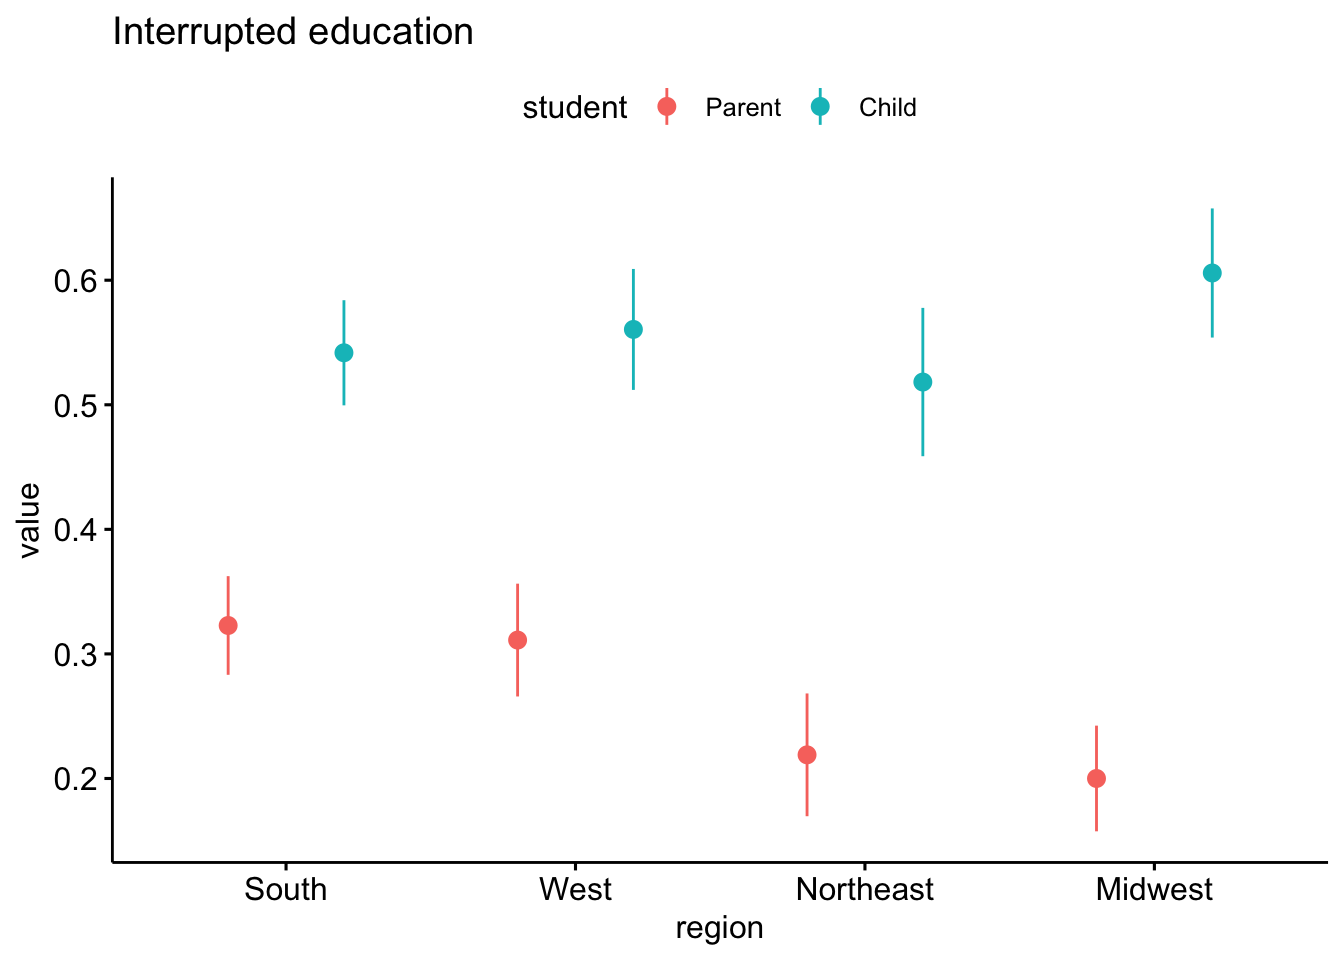 Interrupted education
student Parent Child
0.6
0.5
0.4
0.3
0.2
value
South West Northeast Midwest
region